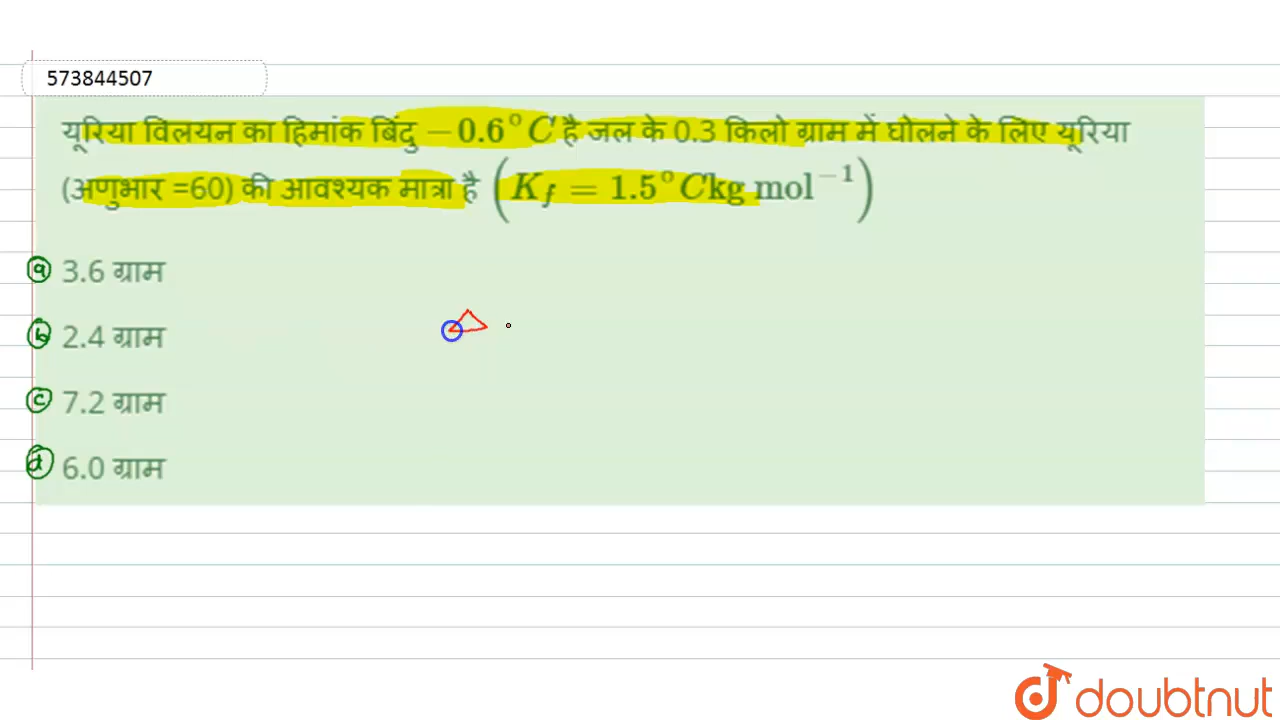 573844507
यूरिया विलयन का हिमांक बिंदु −0.6°C है जल के 0.3 किलो ग्राम में घोलने के लिए यूरिया
(अणुभार =60) की आवश्यक मात्रा है (K_f = 1.5°C kg mol⁻¹)
a 3.6 ग्राम
b 2.4 ग्राम
c 7.2 ग्राम
d 6.0 ग्राम
doubtnut